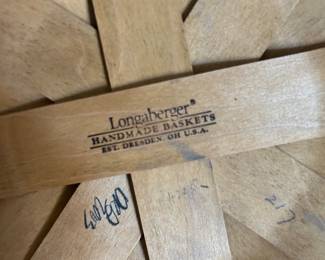 Longaberger®
HANDMADE BASKETS
EST. DRESDEN, OH U.S.A.